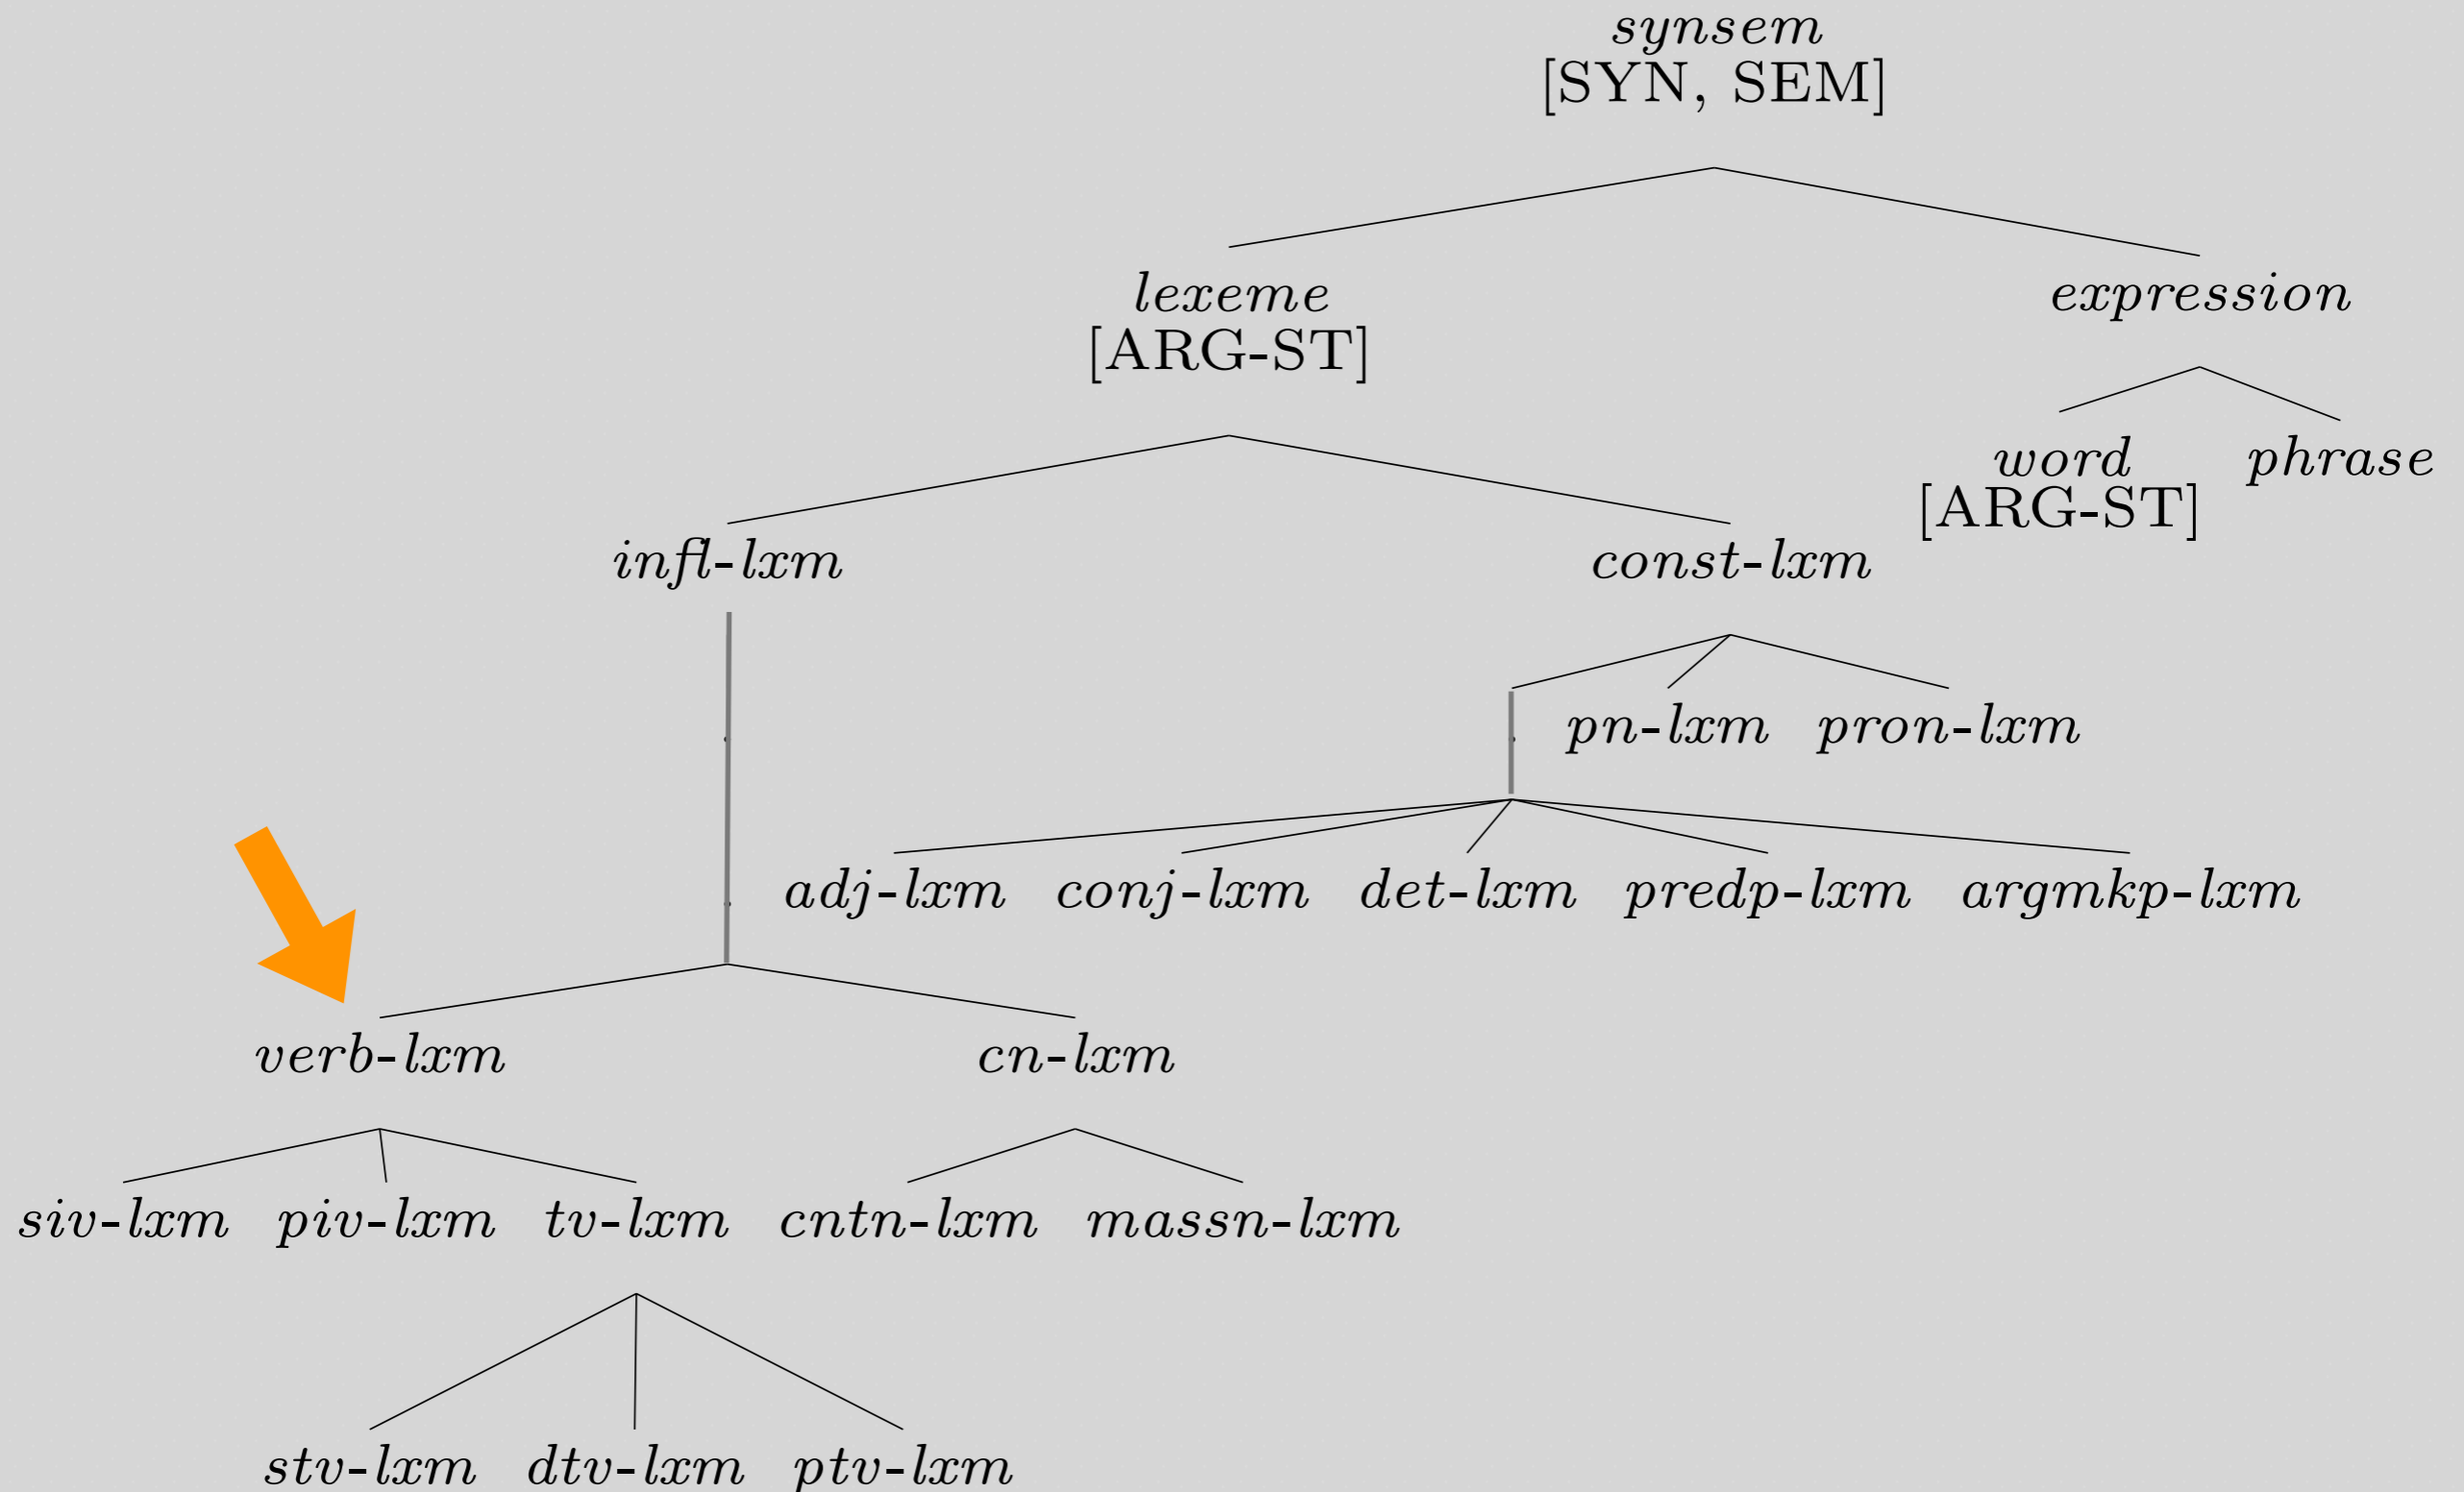 synsem
[SYN, SEM]
lexeme
[ARG-ST]
expression
word
[ARG-ST]
phrase
infl-lxm
const-lxm
pn-lxm pron-lxm
adj-lxm conj-lxm det-lxm predp-lxm argmkp-lxm
verb-lxm cn-lxm
siv-lxm piv-lxm tv-lxm cntn-lxm massn-lxm
stv-lxm dtv-lxm ptv-lxm